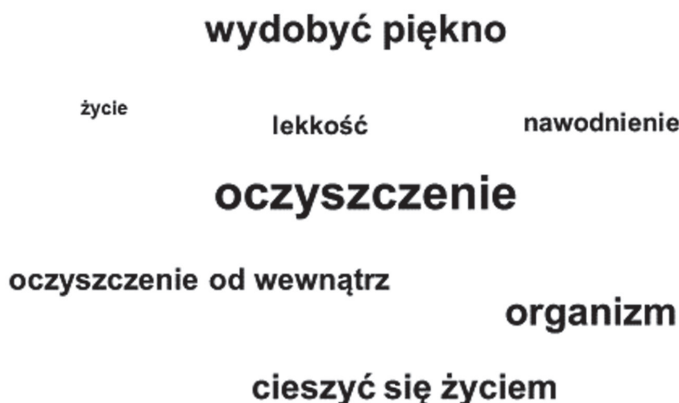 wydobyć piękno
życie
lekkość
nawodnienie
oczyszczenie
oczyszczenie od wewnątrz
organizm
cieszyć się życiem